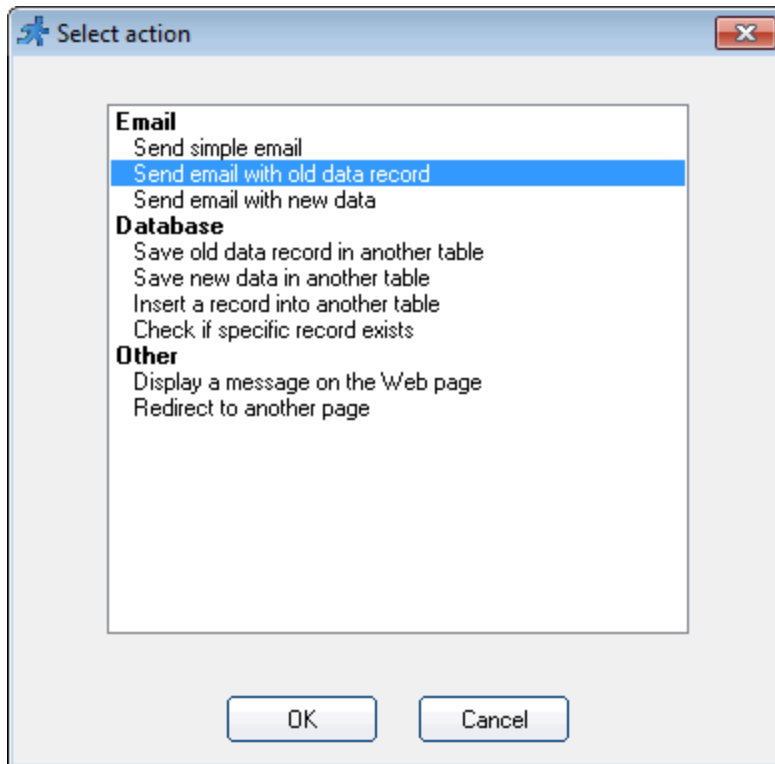 Select action
Email
Send simple email
Send email with old data record
Send email with new data
Database
Save old data record in another table
Save new data in another table
Insert a record into another table
Check if specific record exists
Other
Display a message on the Web page
Redirect to another page
OK
Cancel